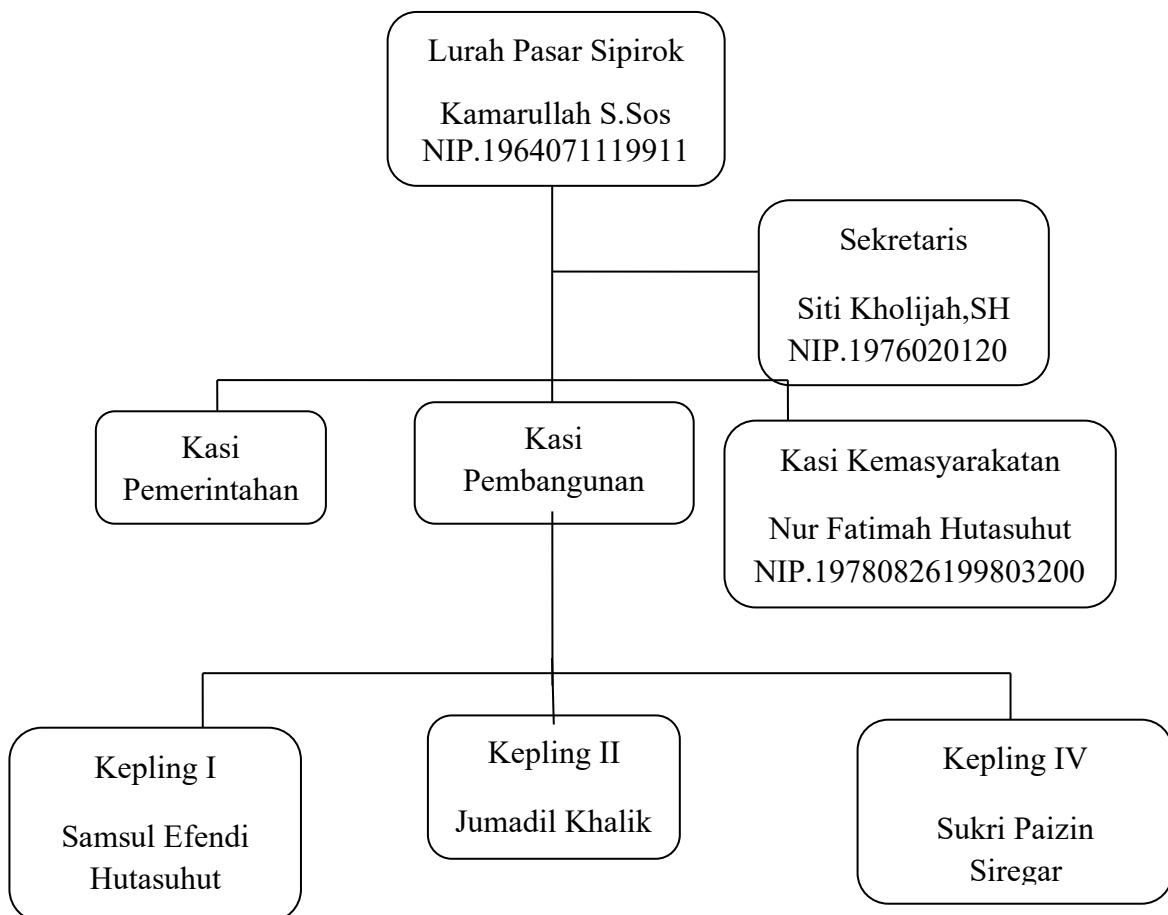 Lurah Pasar Sipirok
Kamarullah S.Sos
NIP.1964071119911
Sekretaris
Siti Kholijah,SH
NIP.1976020120
Kasi
Pemerintahan
Kasi
Pembangunan
Kasi Kemasyarakatan
Nur Fatimah Hutasuhut
NIP.19780826199803200
Kepling I
Samsul Efendi
Hutasuhut
Kepling II
Jumadil Khalik
Kepling IV
Sukri Paizin
Siregar